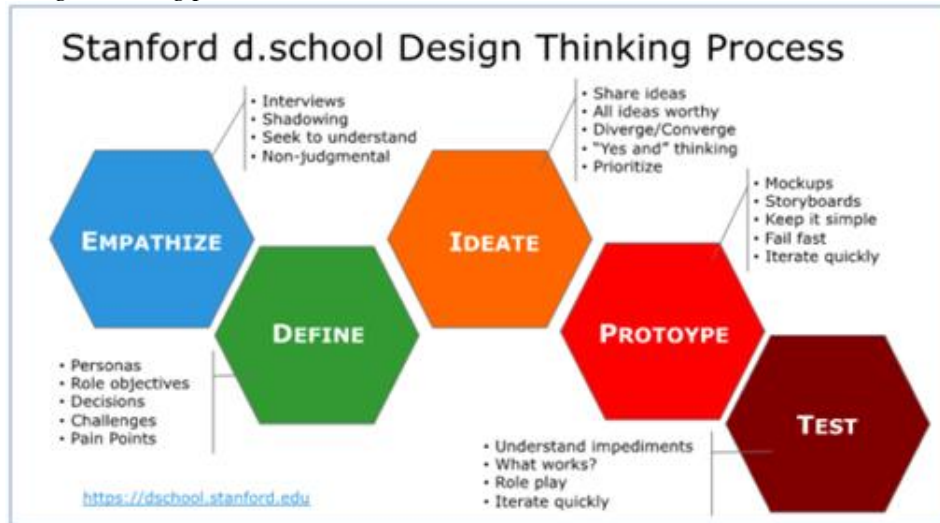 Stanford d.school Design Thinking Process
• Interviews
• Shadowing
• Seek to understand
• Non-judgmental
EMPATHIZE
• Personas
• Role objectives
• Decisions
• Challenges
• Pain Points
DEFINE
• Share ideas
• All ideas worthy
• Diverge/Converge
• "Yes and" thinking
• Prioritize
IDEATE
• Mockups
• Storyboards
• Keep it simple
• Fail fast
• Iterate quickly
PROTOYPE
• Understand impediments
• What works?
• Role play
• Iterate quickly
TEST
https://dschool.stanford.edu